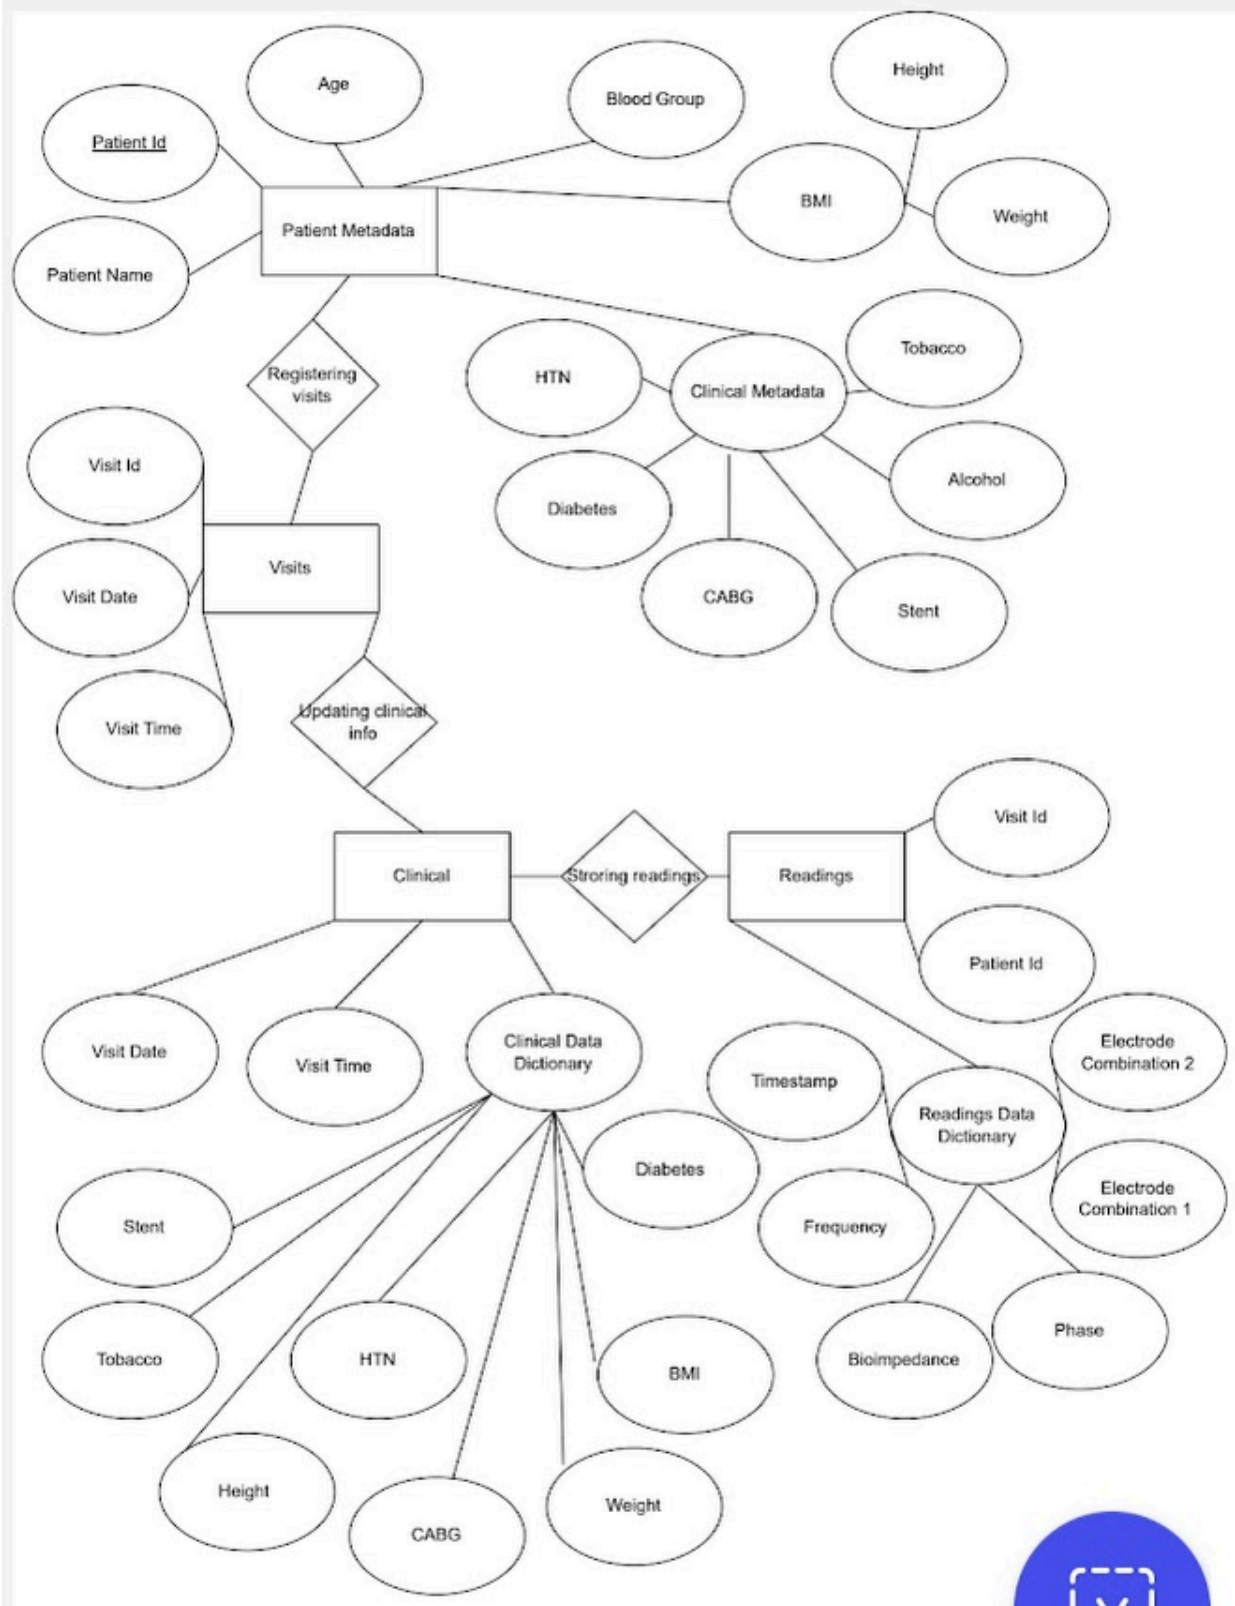 Age
Blood Group
Height
Patient Id
BMI
Weight
Patient Metadata
Patient Name
Tobacco
HTN
Clinical Metadata
Registering
visits
Visit Id
Alcohol
Diabetes
Visits
Visit Date
CABG
Stent
Updating clinical
info
Visit Time
Visit Id
Clinical
Stroring readings
Readings
Patient Id
Visit Date
Visit Time
Clinical Data
Dictionary
Timestamp
Electrode
Combination 2
Readings Data
Dictionary
Diabetes
Electrode
Combination 1
Stent
Frequency
Tobacco
HTN
BMI
Bioimpedance
Phase
Height
CABG
Weight